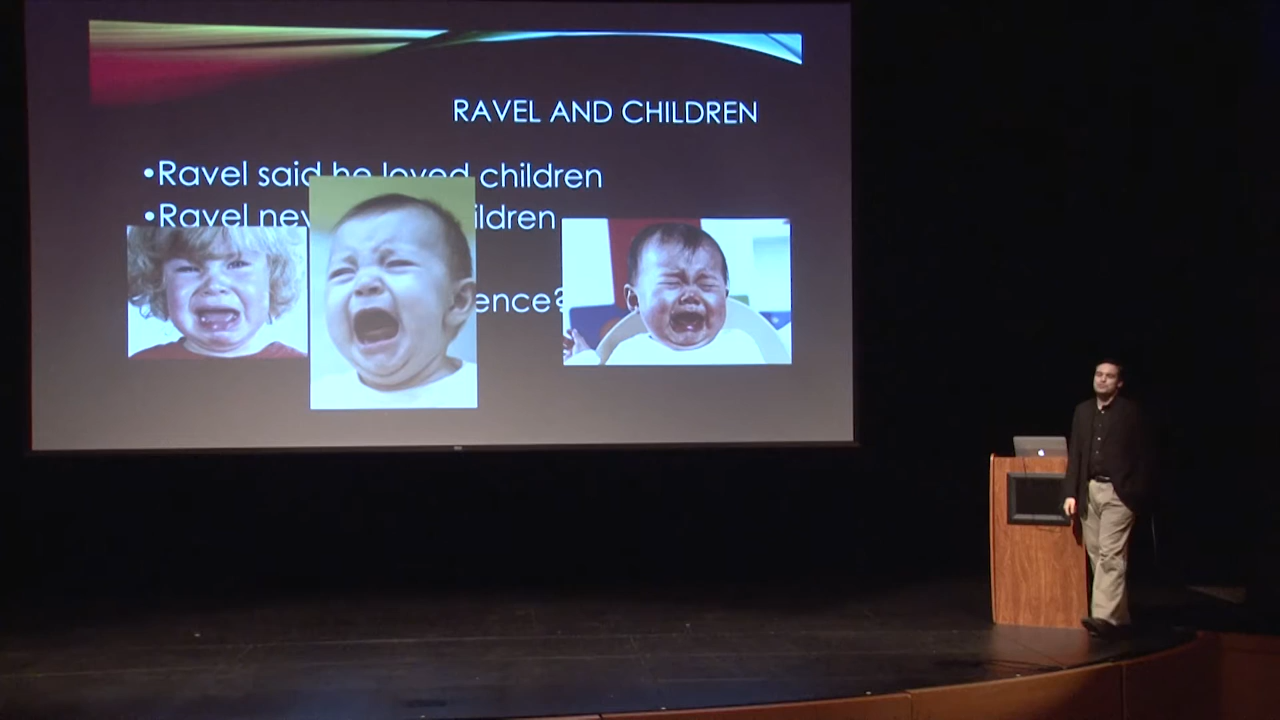 RAVEL AND CHILDREN
•Ravel said he loved children
•Ravel nev ildren
ence?